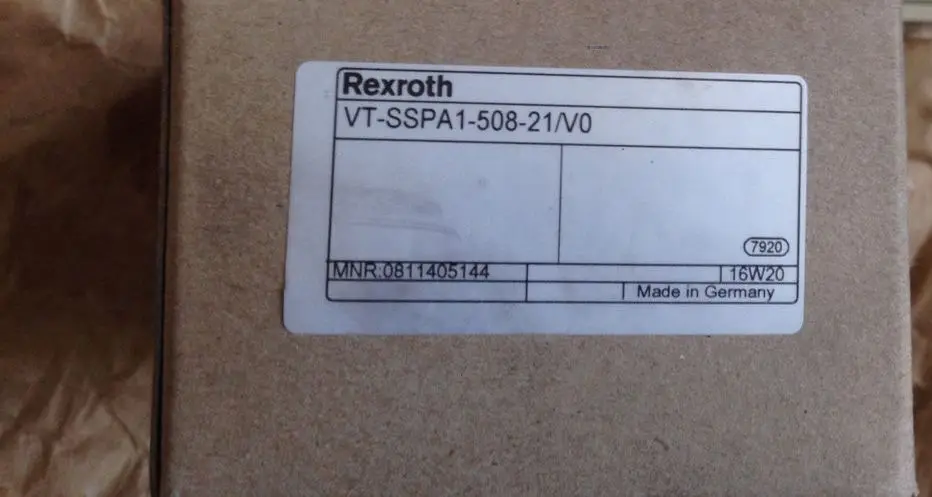 Rexroth
VT-SSPA1-508-21/V0
7920
MNR:0811405144
16W20
Made in Germany